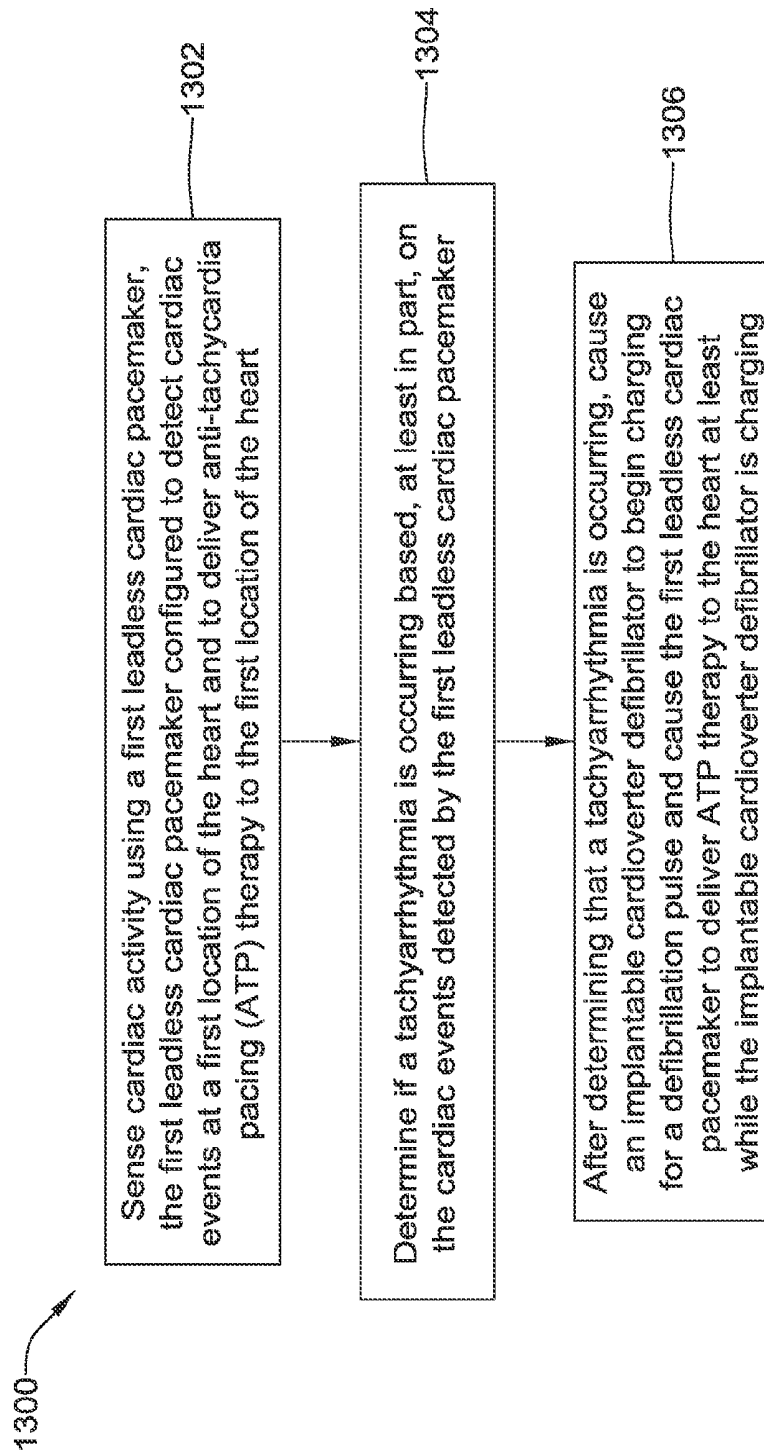 1300
Sense cardiac activity using a first leadless cardiac pacemaker,
the first leadless cardiac pacemaker configured to detect cardiac
events at a first location of the heart and to deliver anti-tachycardia
pacing (ATP) therapy to the first location of the heart
1302
Determine if a tachyarrhythmia is occurring based, at least in part, on
the cardiac events detected by the first leadless cardiac pacemaker
1304
After determining that a tachyarrhythmia is occurring, cause
an implantable cardioverter defibrillator to begin charging
for a defibrillation pulse and cause the first leadless cardiac
pacemaker to deliver ATP therapy to the heart at least
while the implantable cardioverter defibrillator is charging
1306